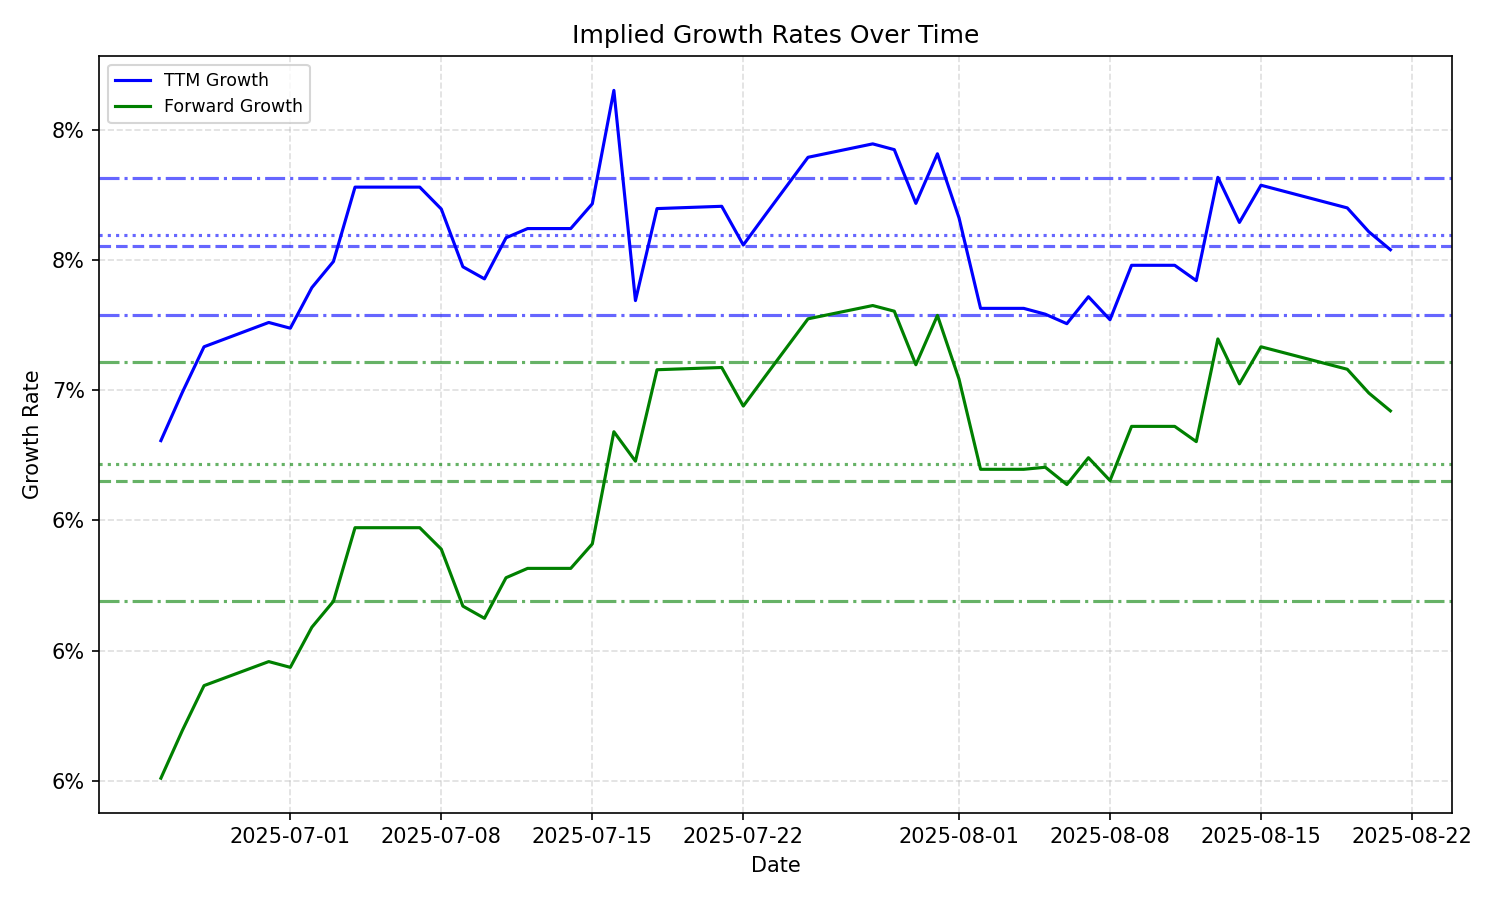 Implied Growth Rates Over Time
TTM Growth
Forward Growth
8%
8%
7%
6%
6%
6%
Growth Rate
2025-07-01
2025-07-08
2025-07-15
2025-07-22
2025-08-01
2025-08-08
2025-08-15
2025-08-22
Date